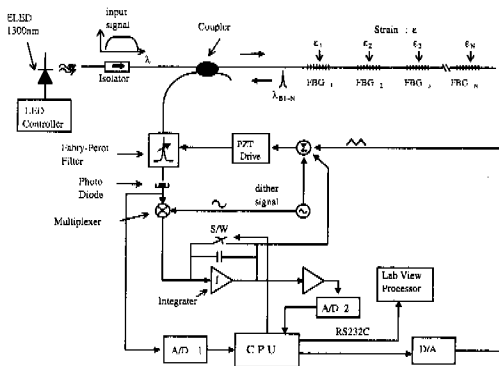 ELED
1300nm
input
signal
λ
Isolator
Coupler
Strain : ε
ε1
ε2
ε3
εN
FBG 1
FBG 2
FBG 3
FBG N
λB1~N
LED
Controller
Fabry-Perot
Filter
PZT
Drive
Σ
Photo
Diode
dither
signal
Multiplexer
S/W
Integrater
∫
A/D 2
Lab View
Processor
RS232C
A/D 1
C P U
D/A